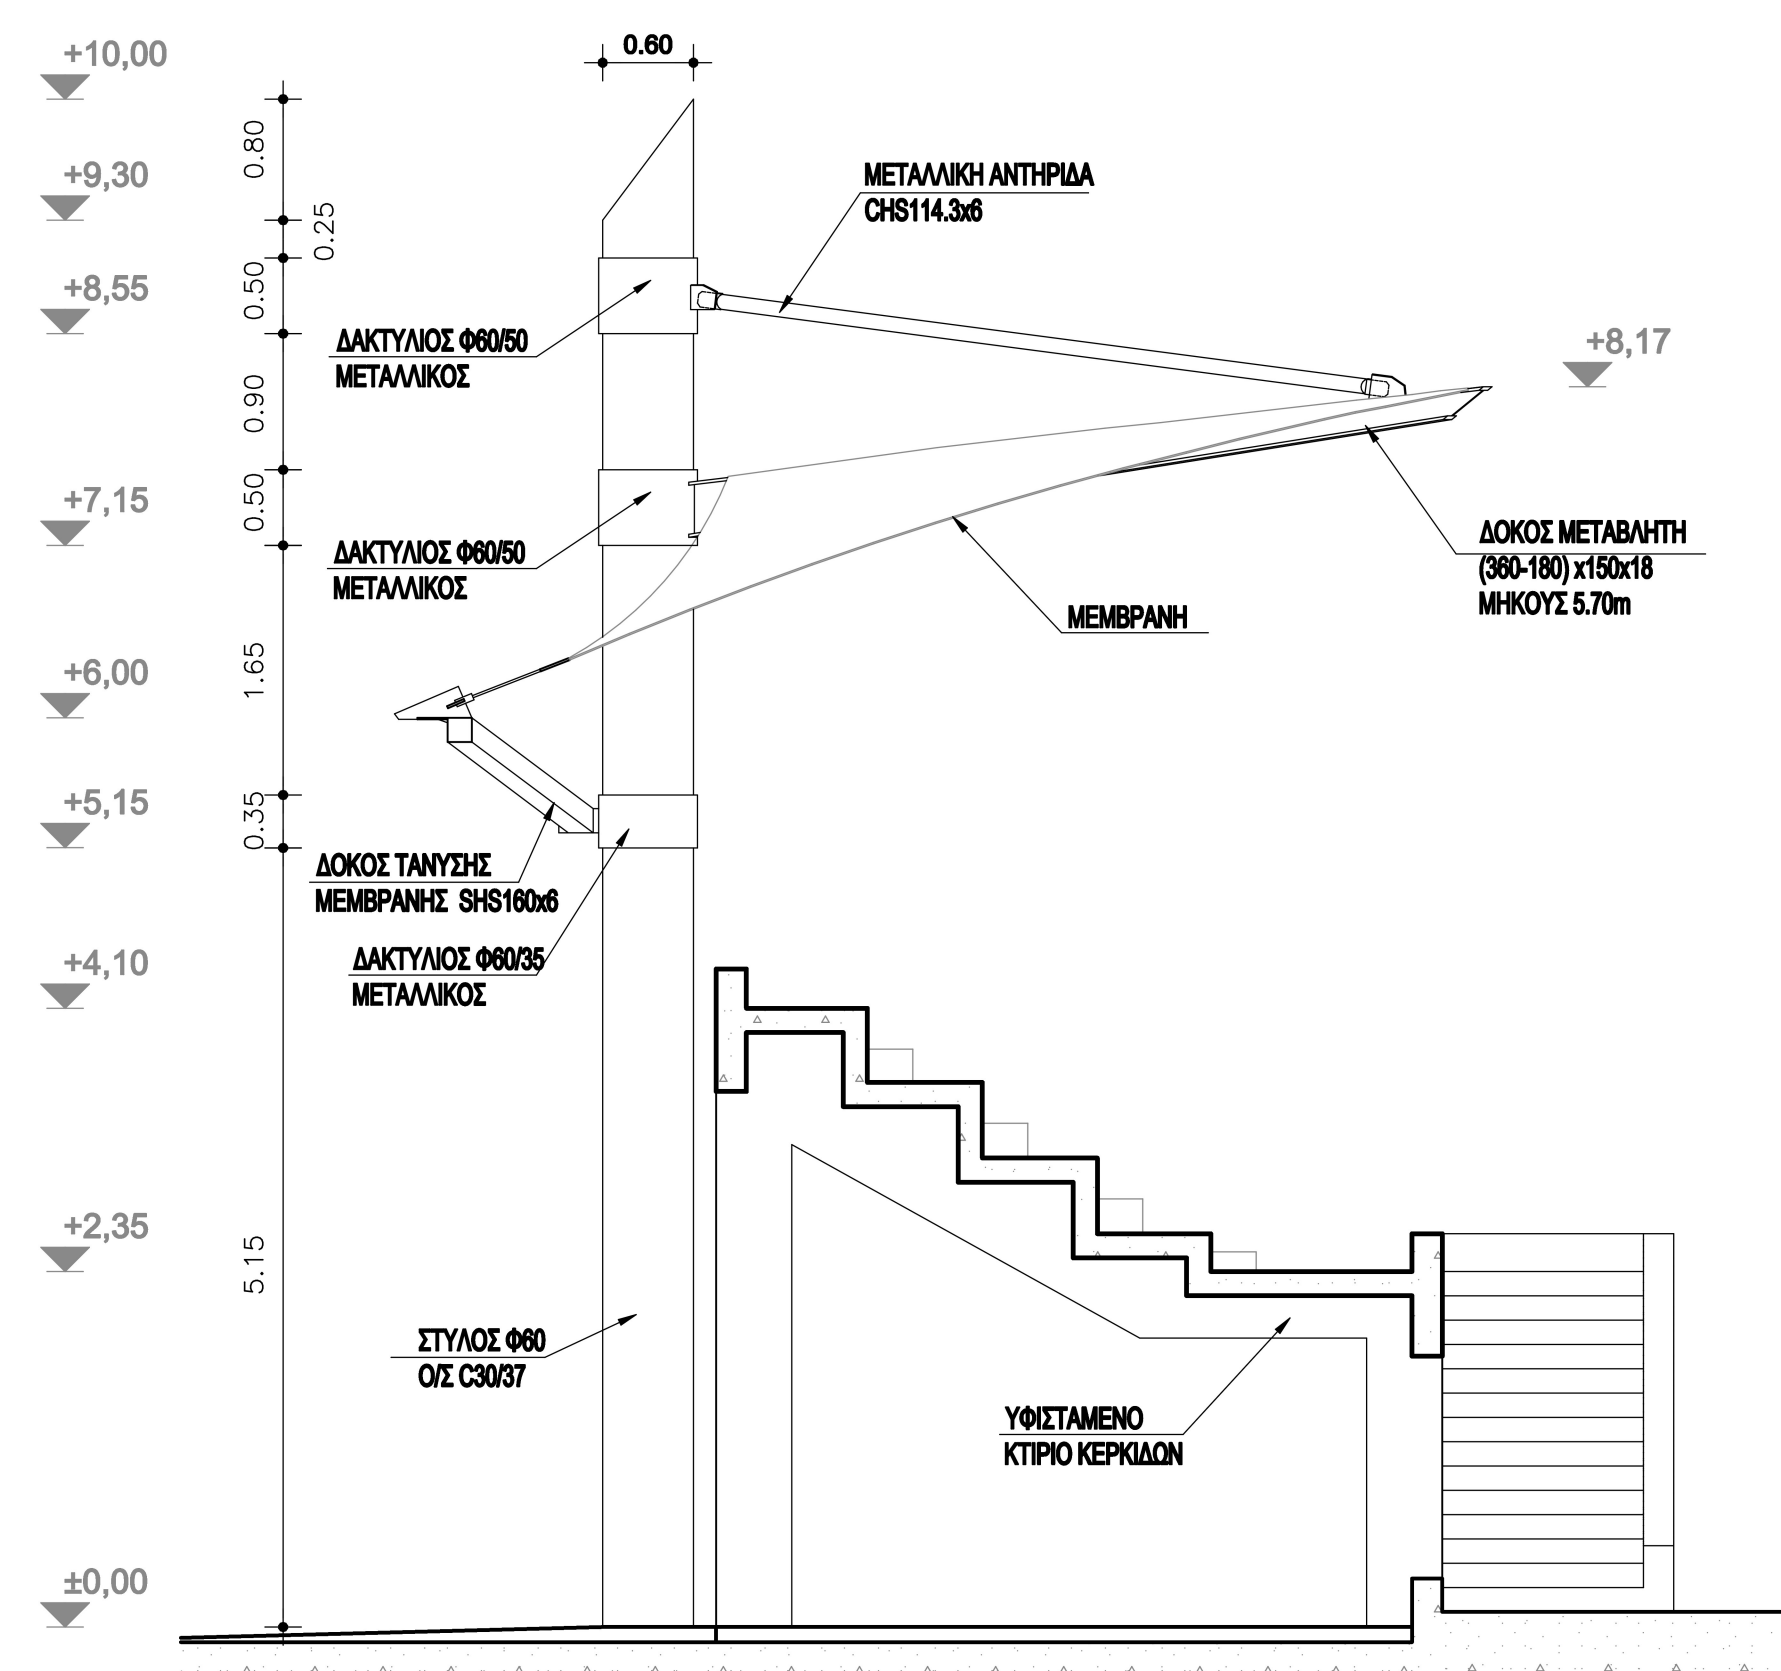 +10,00
0.60
0.80
+9,30
ΜΕΤΑΛΛΙΚΗ ΑΝΤΗΡΙΔΑ
CHS114.3x6
0.25
+8,55
0.50
ΔΑΚΤΥΛΙΟΣ Φ60/50
ΜΕΤΑΛΛΙΚΟΣ
+8,17
0.90
+7,15
0.50
ΔΑΚΤΥΛΙΟΣ Φ60/50
ΜΕΤΑΛΛΙΚΟΣ
ΔΟΚΟΣ ΜΕΤΑΒΛΗΤΗ
(360-180) x150x18
ΜΗΚΟΥΣ 5.70m
ΜΕΜΒΡΑΝΗ
1.65
+6,00
+5,15
0.35
ΔΟΚΟΣ ΤΑΝΥΣΗΣ
ΜΕΜΒΡΑΝΗΣ SHS160x6
ΔΑΚΤΥΛΙΟΣ Φ60/35
ΜΕΤΑΛΛΙΚΟΣ
+4,10
+2,35
5.15
ΣΤΥΛΟΣ Φ60
Ο/Σ C30/37
ΥΦΙΣΤΑΜΕΝΟ
ΚΤΙΡΙΟ ΚΕΡΚΙΔΩΝ
±0,00